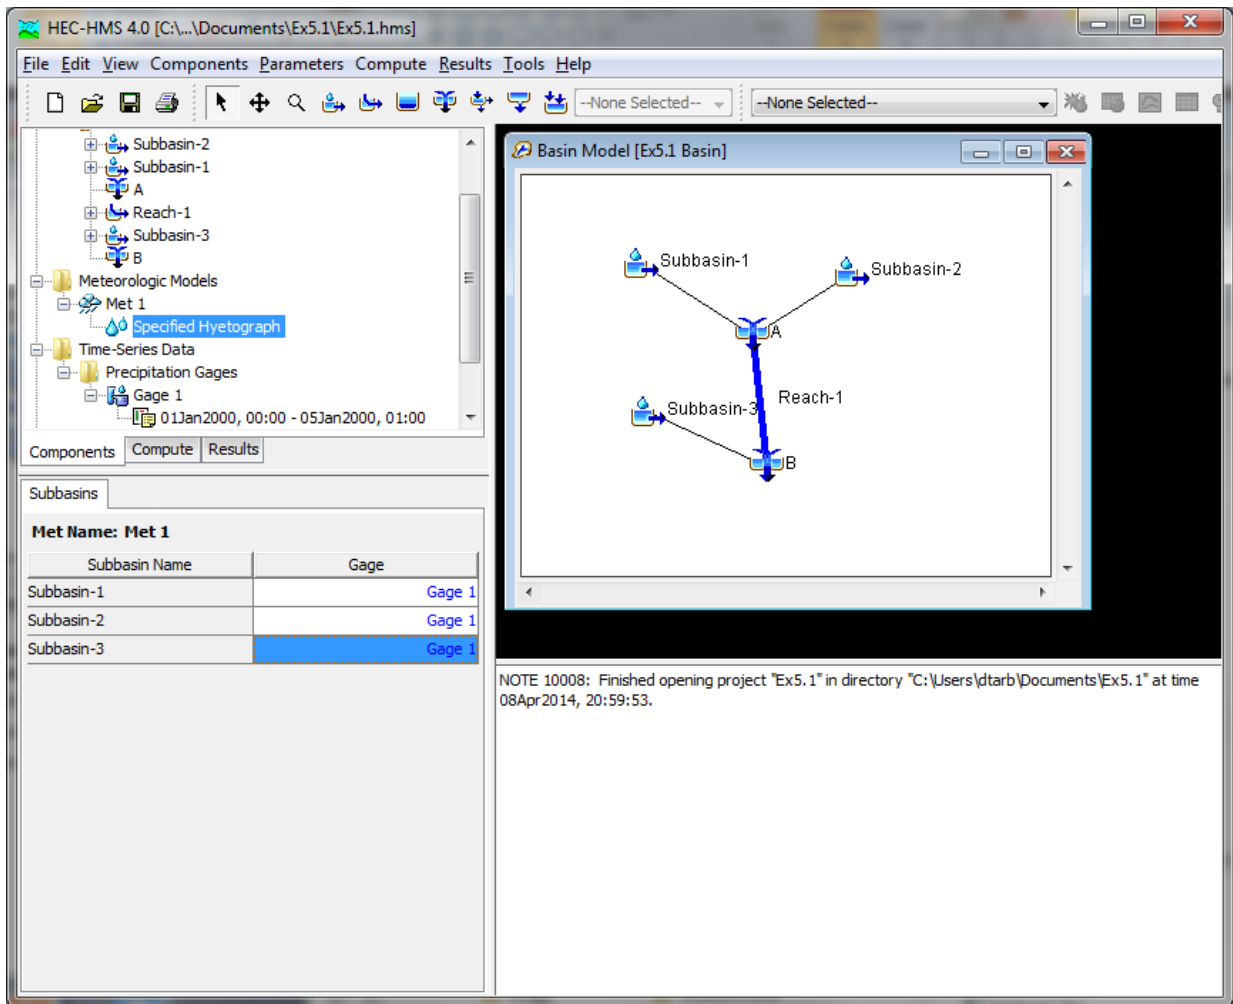 HEC-HMS 4.0 [C:\...\Documents\Ex5.1\Ex5.1.hms]
File Edit View Components Parameters Compute Results Tools Help
--None Selected-- --None Selected--
Subbasin-2
Subbasin-1
A
Reach-1
Subbasin-3
B
Meteorologic Models
Met 1
Specified Hyetograph
Time-Series Data
Precipitation Gages
Gage 1
01Jan2000, 00:00 - 05Jan2000, 01:00
Components Compute Results
Subbasins
Met Name: Met 1
Subbasin Name Gage
Subbasin-1 Gage 1
Subbasin-2 Gage 1
Subbasin-3 Gage 1
Basin Model [Ex5.1 Basin]
Subbasin-1
Subbasin-2
A
Reach-1
Subbasin-3
B
NOTE 10008: Finished opening project "Ex5.1" in directory "C:\Users\dtarb\Documents\Ex5.1" at time
08Apr2014, 20:59:53.